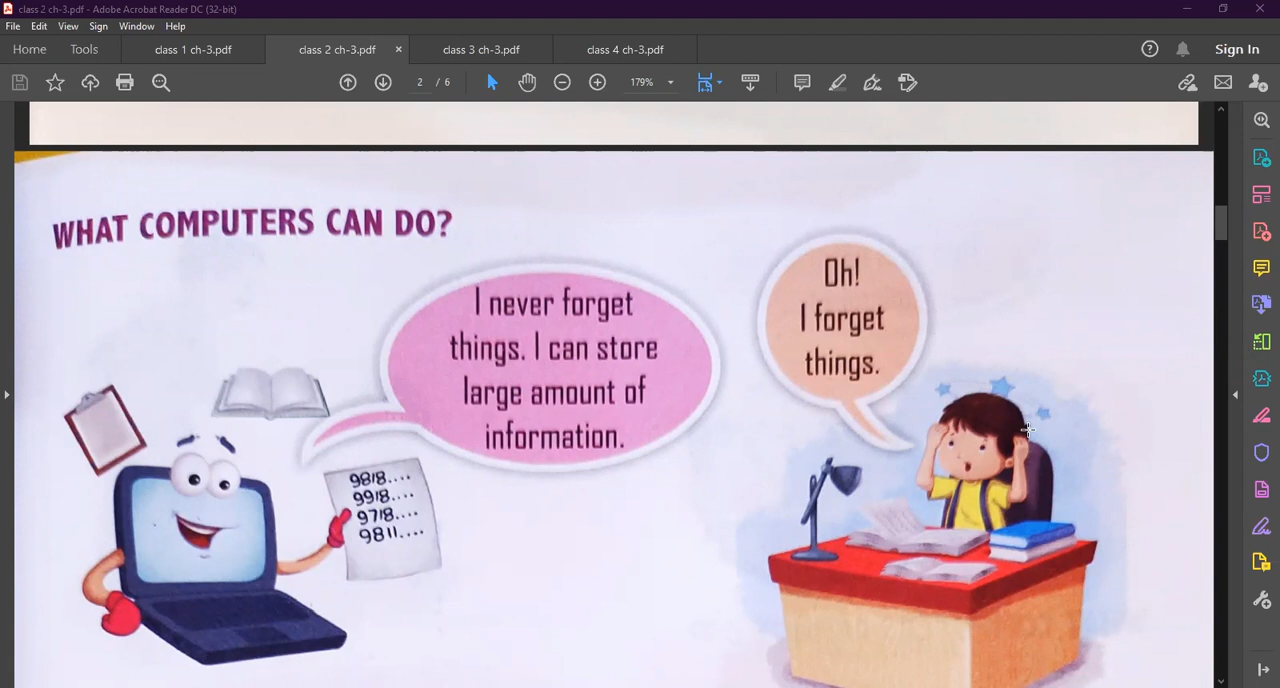 class 2 ch-3.pdf - Adobe Acrobat Reader DC (32-bit)
File Edit View Sign Window Help
Home Tools class 1 ch-3.pdf class 2 ch-3.pdf × class 3 ch-3.pdf class 4 ch-3.pdf Sign In
2 / 6 179%
WHAT COMPUTERS CAN DO?
I never forget
things. I can store
large amount of
information.
Oh!
I forget
things.
9818....
9918....
9718....
9811....